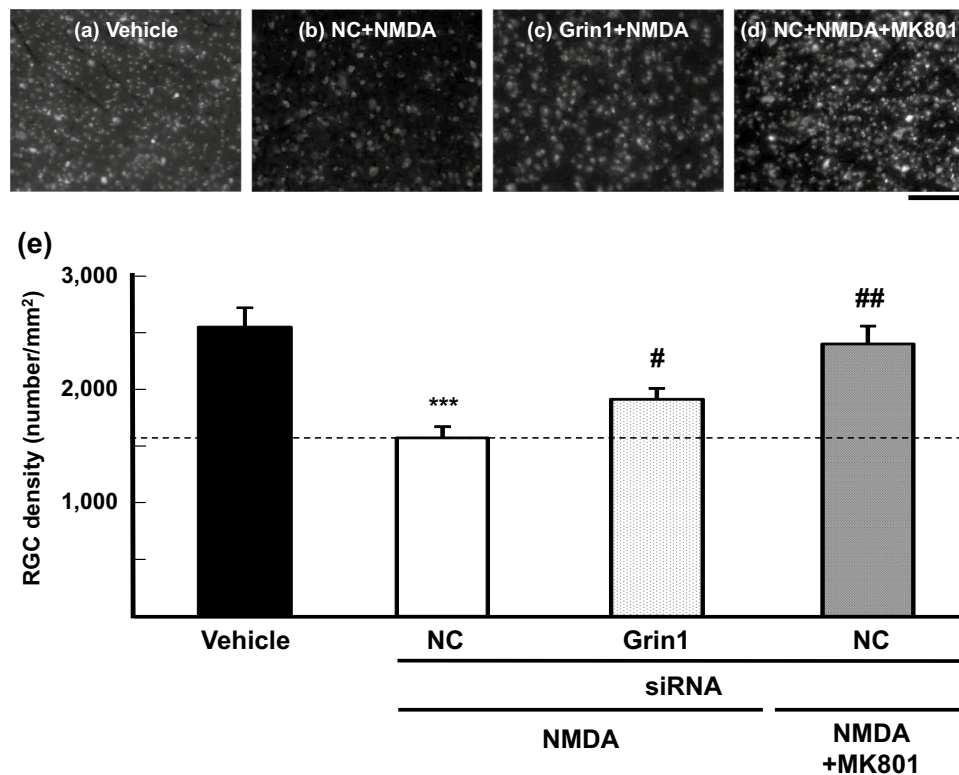 (a) Vehicle (b) NC+NMDA (c) Grin1+NMDA (d) NC+NMDA+MK801
(e)
RGC density (number/mm²)
3,000
2,000
1,000
*** # ##
Vehicle NC Grin1 NC
siRNA
NMDA NMDA
+MK801